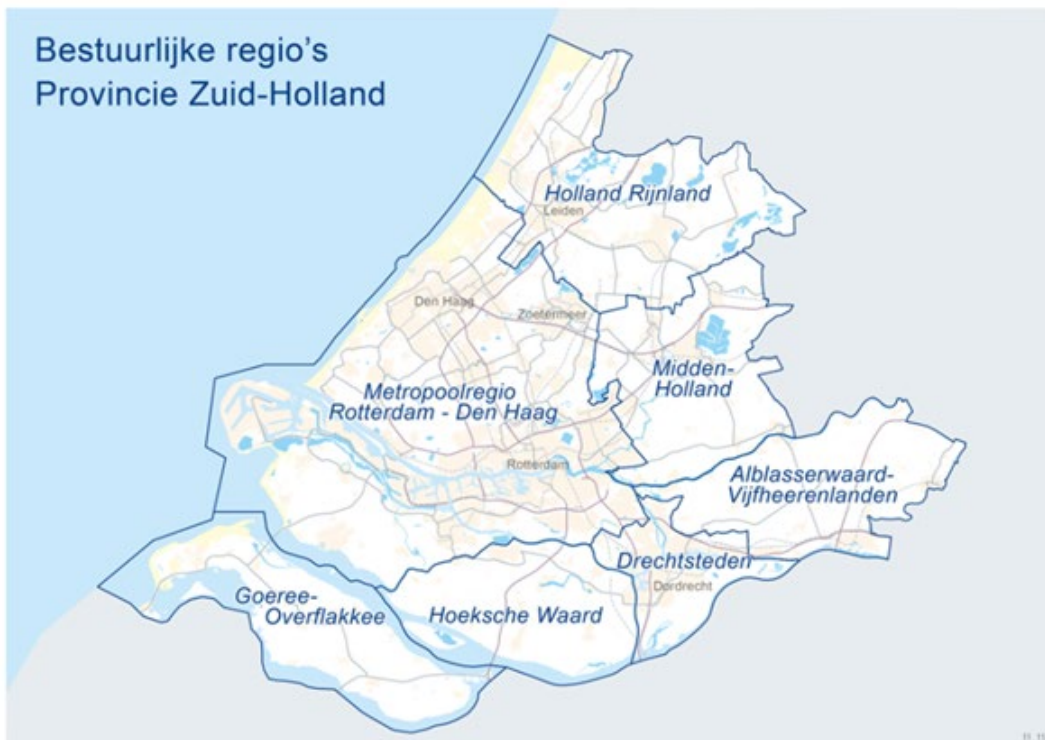 Bestuurlijke regio's
Provincie Zuid-Holland
Holland Rijnland
Leiden
Den Haag
Zoetermeer
Midden-
Holland
Metropoolregio
Rotterdam - Den Haag
Rotterdam
Alblasserwaard-
Vijfheerenlanden
Drechtsteden
Dordrecht
Goeree-
Overflakkee
Hoeksche Waard